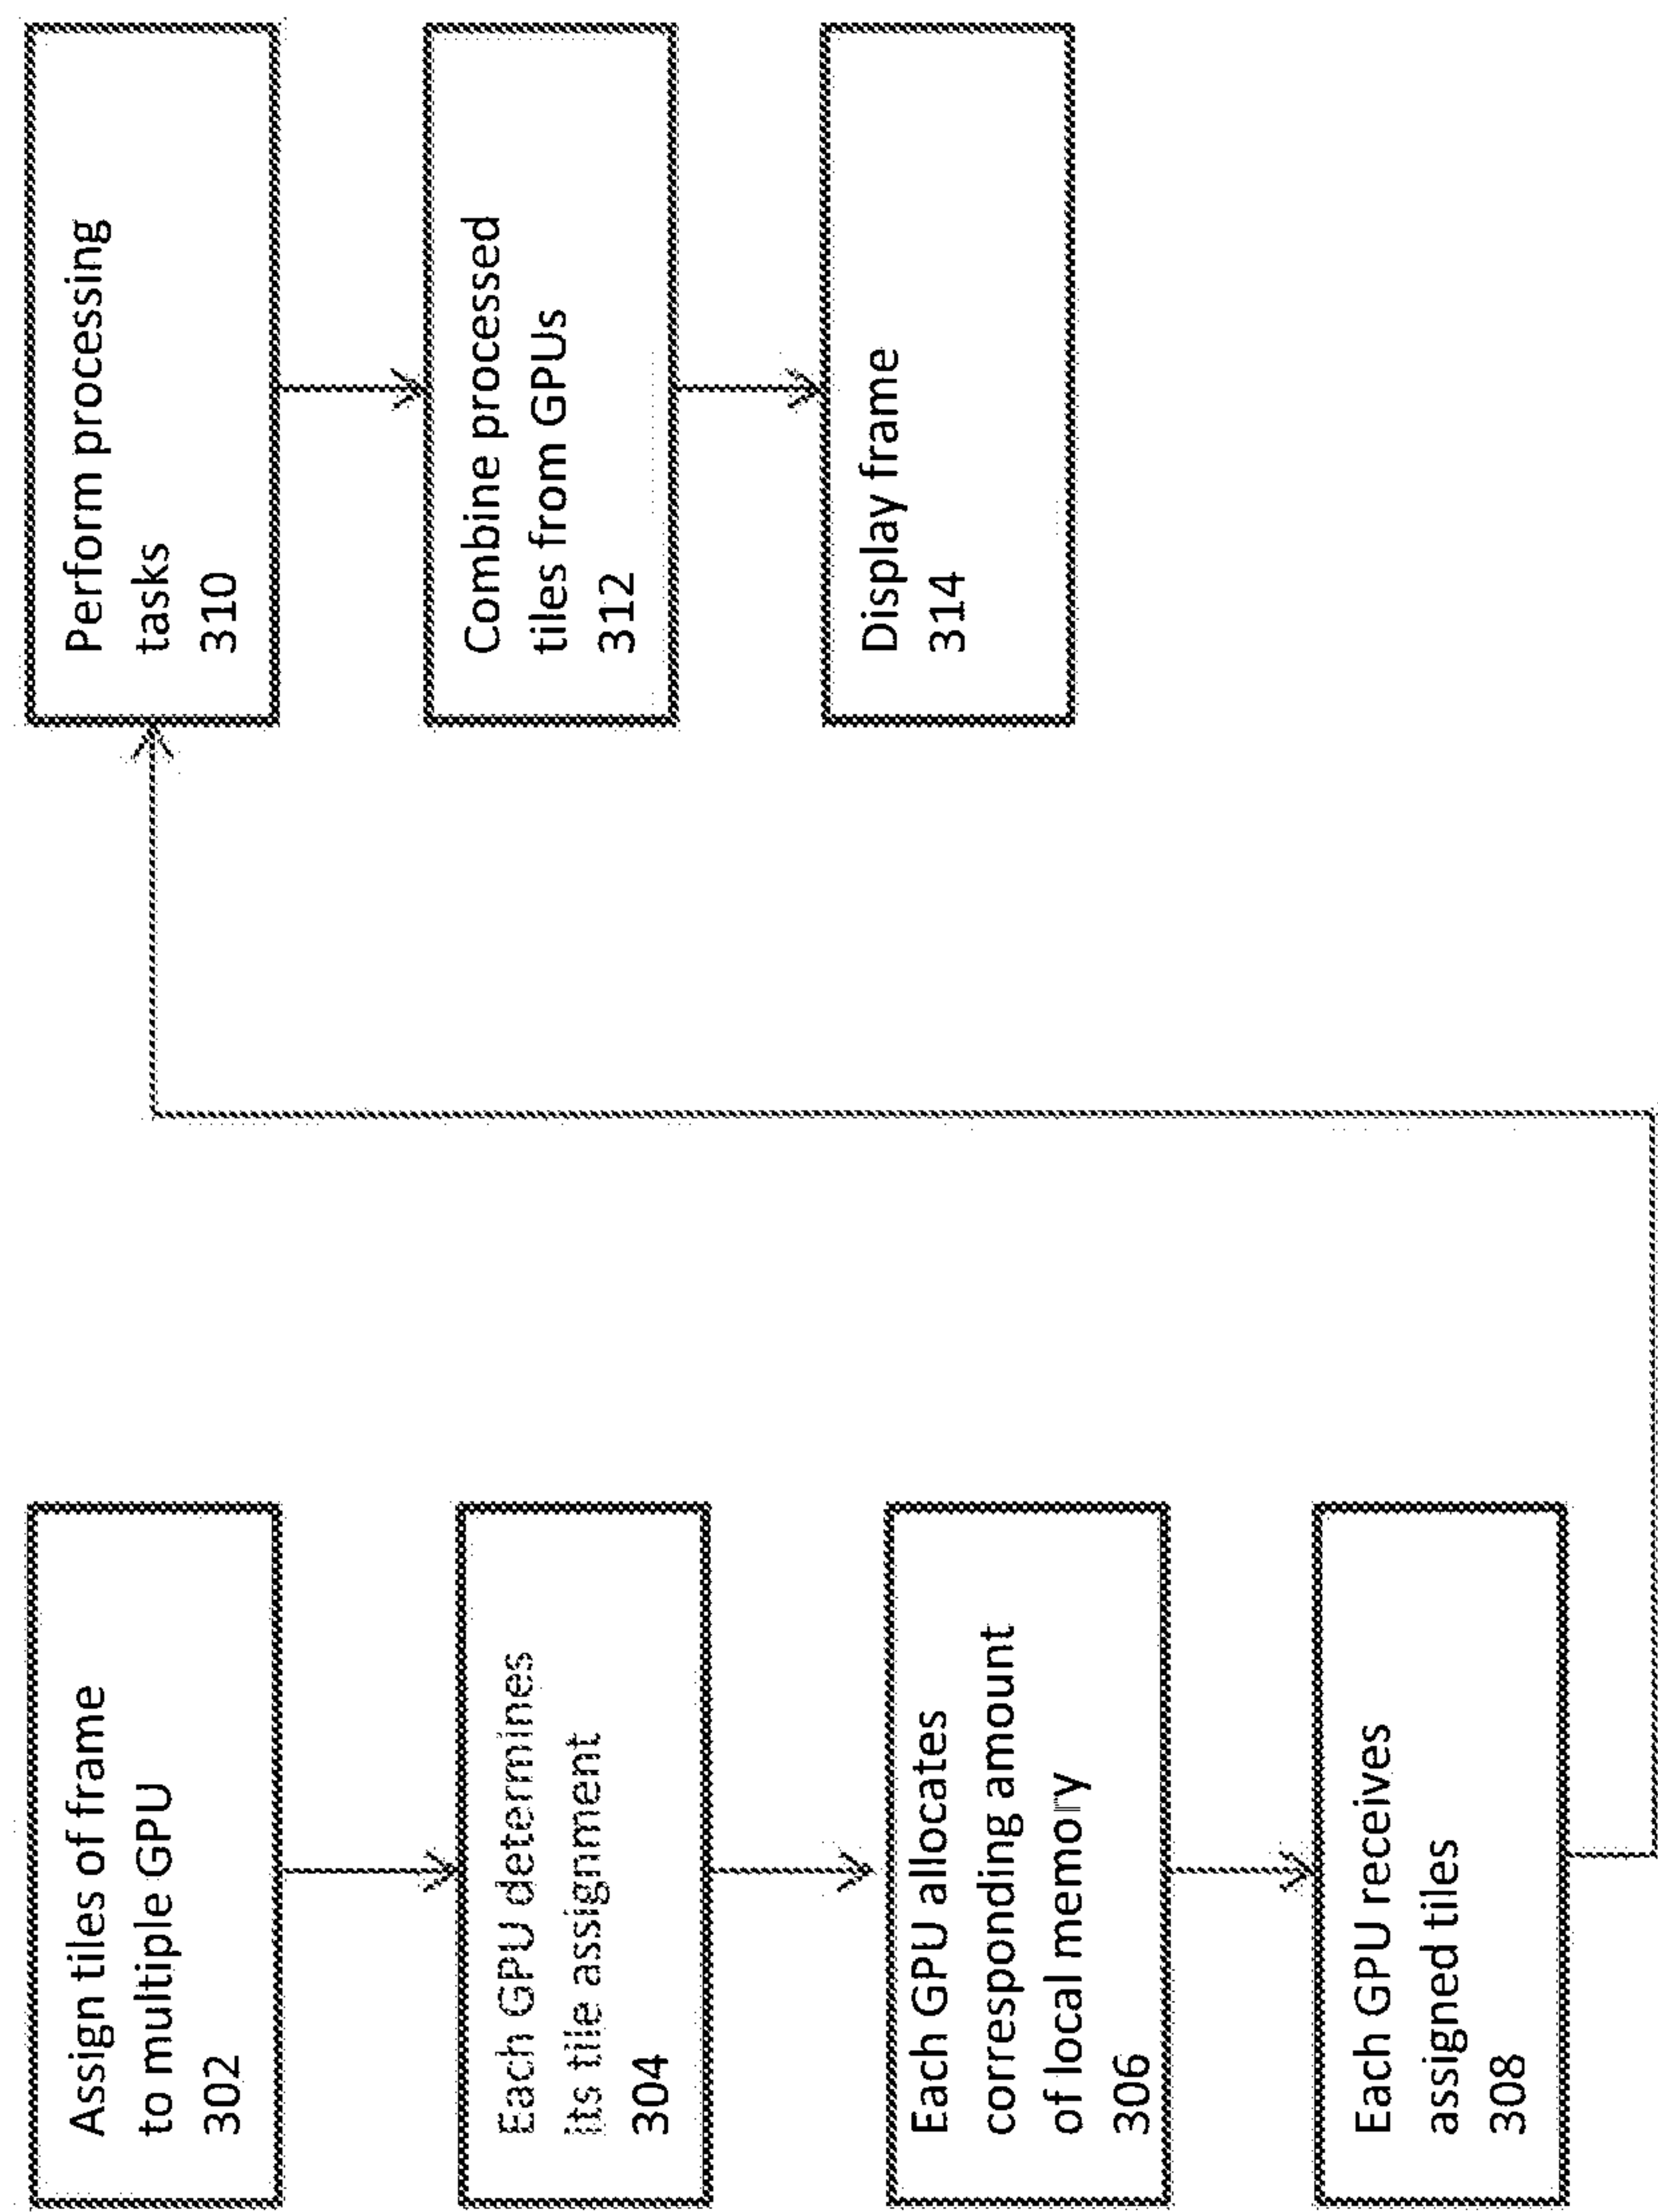 Assign tiles of frame
to multiple GPU
302
Each GPU determines
its tile assignment
304
Each GPU allocates
corresponding amount
of local memory
306
Each GPU receives
assigned tiles
308
Perform processing
tasks
310
Combine processed
tiles from GPUs
312
Display frame
314